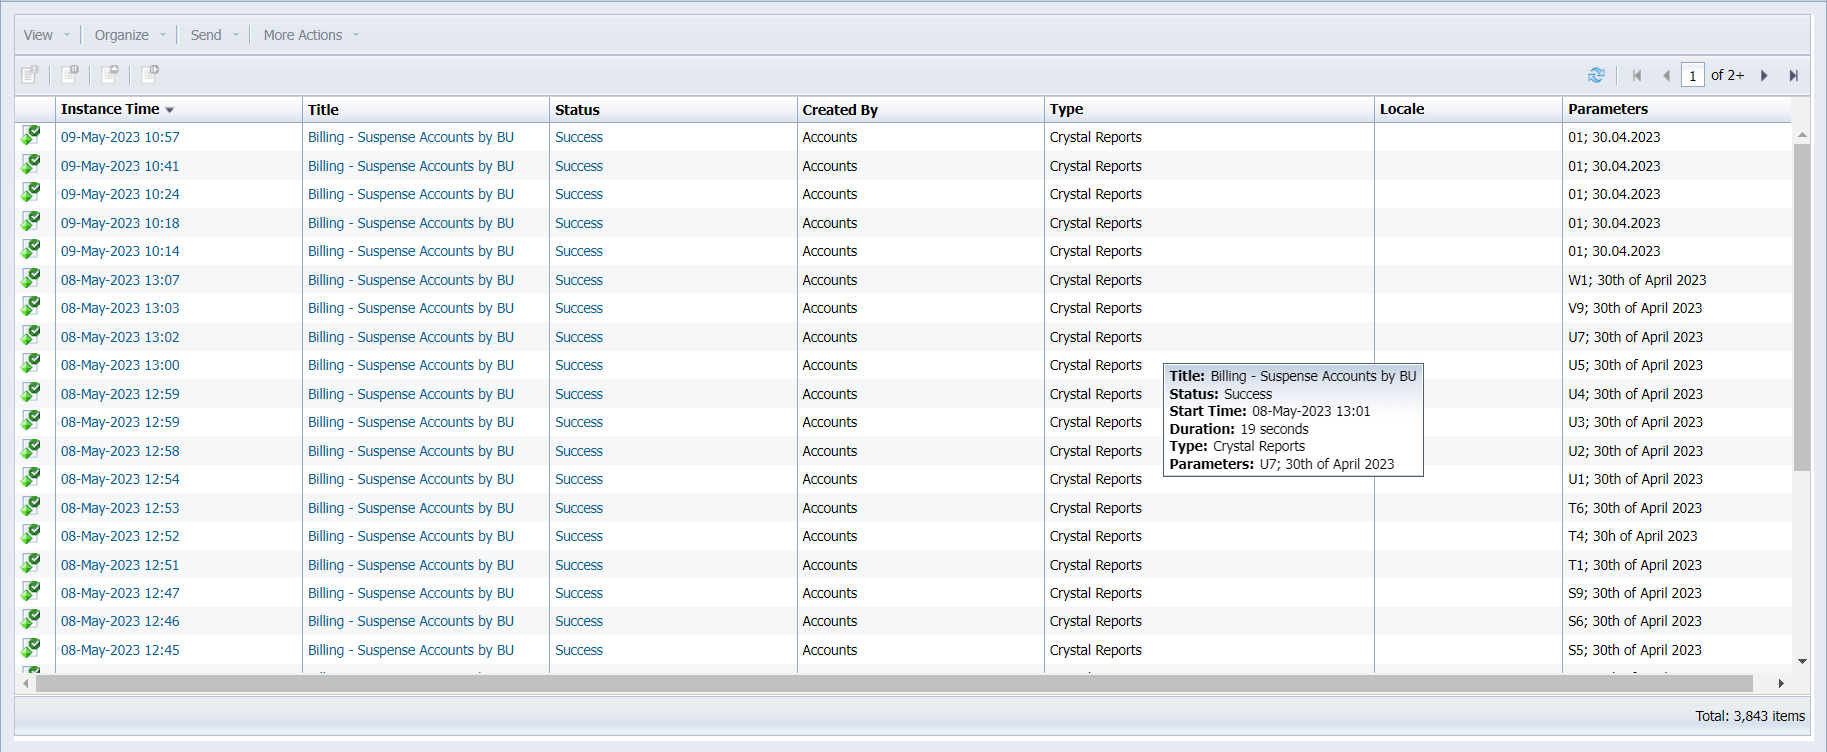 View Organize Send More Actions
1 of 2+
Instance Time Title Status Created By Type Locale Parameters
09-May-2023 10:57 Billing - Suspense Accounts by BU Success Accounts Crystal Reports 01; 30.04.2023
09-May-2023 10:41 Billing - Suspense Accounts by BU Success Accounts Crystal Reports 01; 30.04.2023
09-May-2023 10:24 Billing - Suspense Accounts by BU Success Accounts Crystal Reports 01; 30.04.2023
09-May-2023 10:18 Billing - Suspense Accounts by BU Success Accounts Crystal Reports 01; 30.04.2023
09-May-2023 10:14 Billing - Suspense Accounts by BU Success Accounts Crystal Reports 01; 30.04.2023
08-May-2023 13:07 Billing - Suspense Accounts by BU Success Accounts Crystal Reports W1; 30th of April 2023
08-May-2023 13:03 Billing - Suspense Accounts by BU Success Accounts Crystal Reports V9; 30th of April 2023
08-May-2023 13:02 Billing - Suspense Accounts by BU Success Accounts Crystal Reports U7; 30th of April 2023
08-May-2023 13:00 Billing - Suspense Accounts by BU Success Accounts Crystal Reports U5; 30th of April 2023
08-May-2023 12:59 Billing - Suspense Accounts by BU Success Accounts Crystal Reports U4; 30th of April 2023
08-May-2023 12:59 Billing - Suspense Accounts by BU Success Accounts Crystal Reports U3; 30th of April 2023
08-May-2023 12:58 Billing - Suspense Accounts by BU Success Accounts Crystal Reports U2; 30th of April 2023
08-May-2023 12:54 Billing - Suspense Accounts by BU Success Accounts Crystal Reports U1; 30th of April 2023
08-May-2023 12:53 Billing - Suspense Accounts by BU Success Accounts Crystal Reports T6; 30th of April 2023
08-May-2023 12:52 Billing - Suspense Accounts by BU Success Accounts Crystal Reports T4; 30h of April 2023
08-May-2023 12:51 Billing - Suspense Accounts by BU Success Accounts Crystal Reports T1; 30th of April 2023
08-May-2023 12:47 Billing - Suspense Accounts by BU Success Accounts Crystal Reports S9; 30th of April 2023
08-May-2023 12:46 Billing - Suspense Accounts by BU Success Accounts Crystal Reports S6; 30th of April 2023
08-May-2023 12:45 Billing - Suspense Accounts by BU Success Accounts Crystal Reports S5; 30th of April 2023
Title: Billing - Suspense Accounts by BU
Status: Success
Start Time: 08-May-2023 13:01
Duration: 19 seconds
Type: Crystal Reports
Parameters: U7; 30th of April 2023
Total: 3,843 items